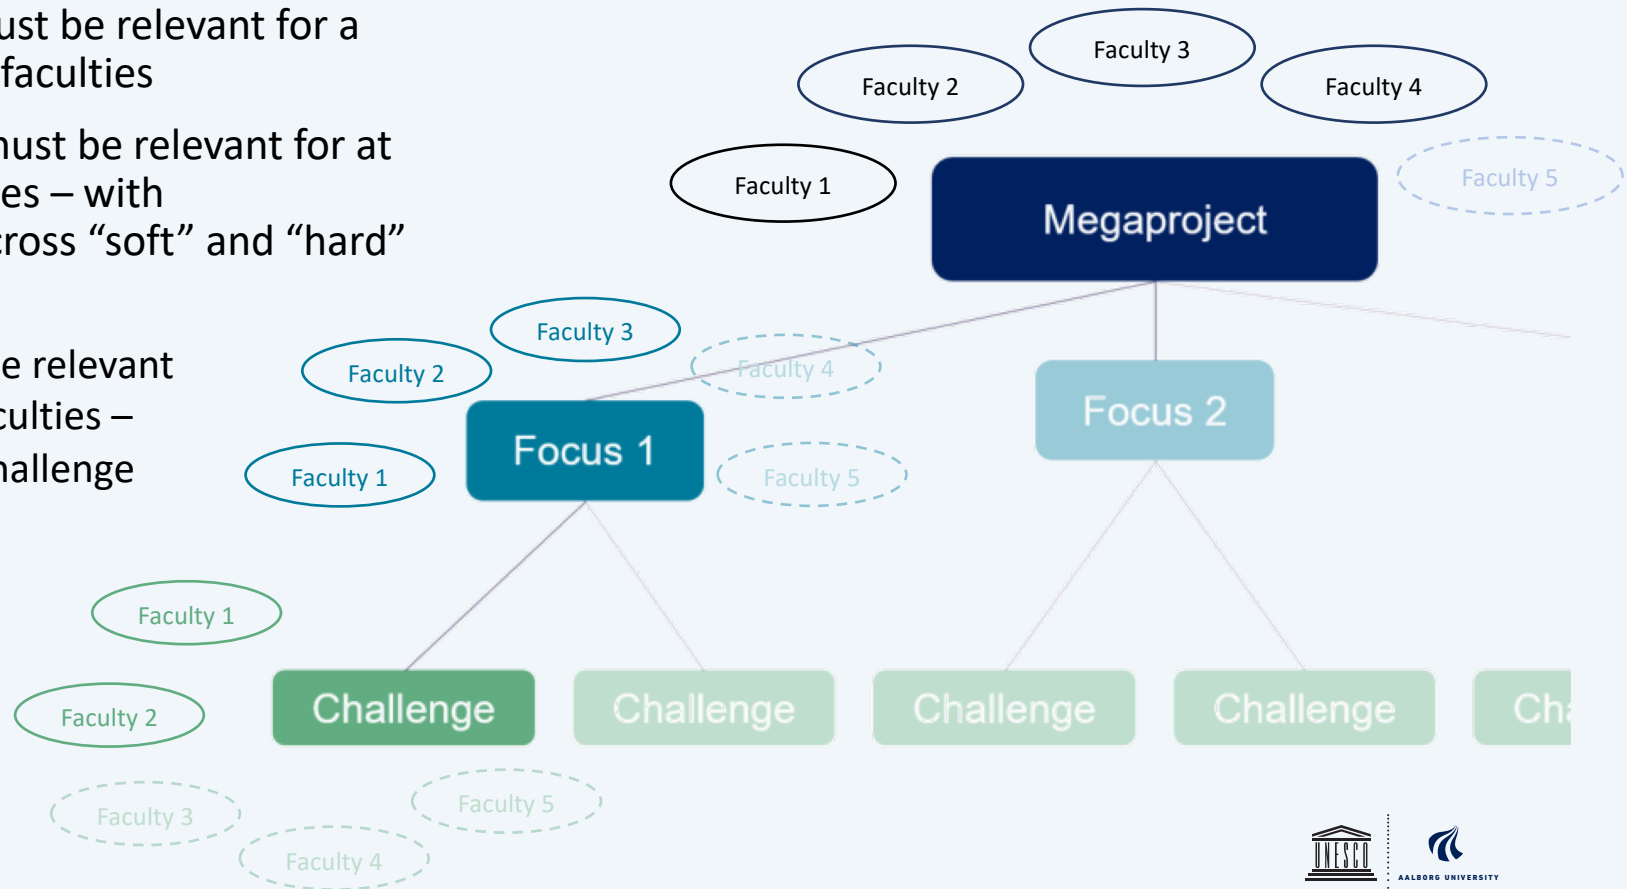 ust be relevant for a
faculties
must be relevant for at
es – with
cross “soft” and “hard”
e relevant
culties –
hallenge
Faculty 3
Faculty 2
Faculty 4
Faculty 1
Faculty 5
Megaproject
Faculty 3
Faculty 2
Faculty 4
Focus 1
Focus 2
Faculty 1
Faculty 5
Faculty 1
Faculty 2
Challenge
Challenge
Challenge
Challenge
Cha
Faculty 3
Faculty 5
Faculty 4
UNESCO
AALBORG UNIVERSITY